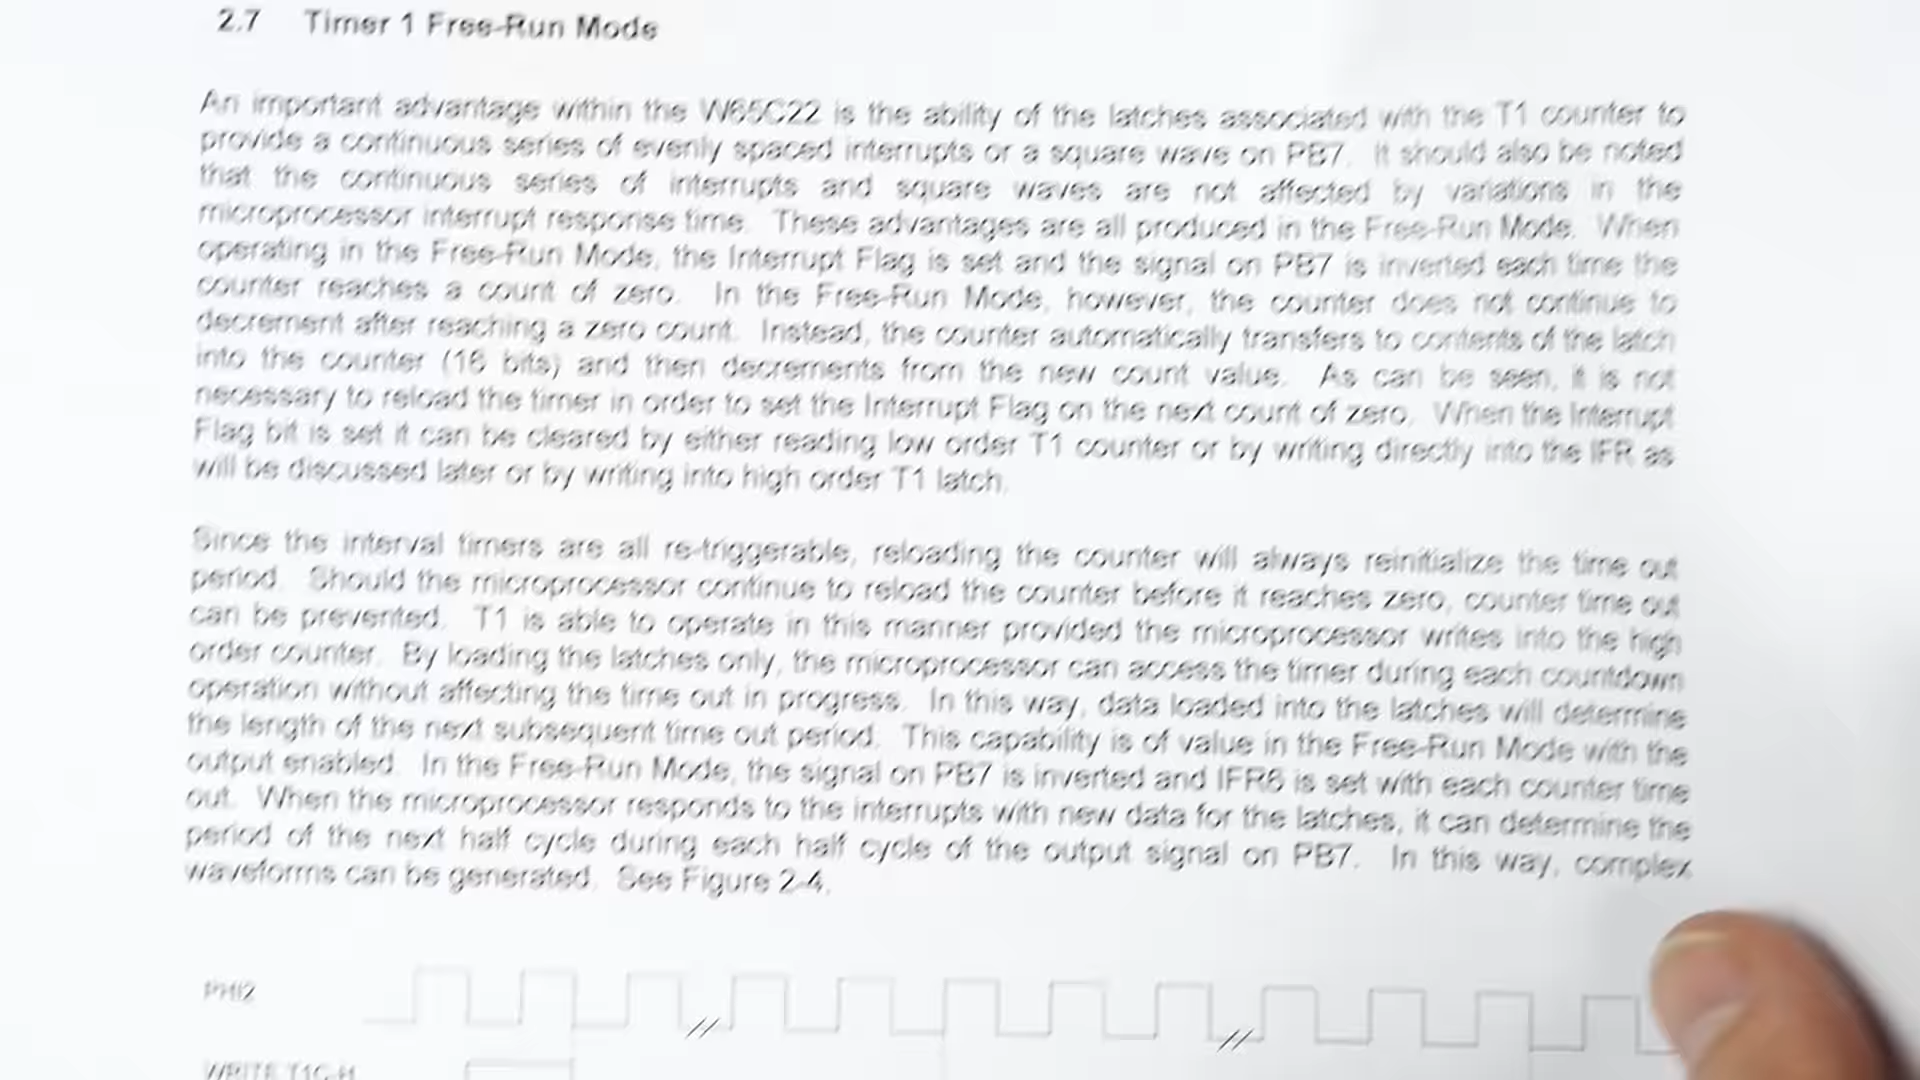 2.7 Timer 1 Free-Run Mode
An important advantage within the W65C22 is the ability of the latches associated with the T1 counter to
provide a continuous series of evenly spaced interrupts or a square wave on PB7. It should also be noted
that the continuous series of interrupts and square waves are not affected by variations in the
microprocessor interrupt response time. These advantages are all produced in the Free-Run Mode. When
operating in the Free-Run Mode, the Interrupt Flag is set and the signal on PB7 is inverted each time the
counter reaches a count of zero. In the Free-Run Mode, however, the counter does not continue to
decrement after reaching a zero count. Instead, the counter automatically transfers to contents of the latch
into the counter (16 bits) and then decrements from the new count value. As can be seen, it is not
necessary to reload the timer in order to set the Interrupt Flag on the next count of zero. When the Interrupt
Flag bit is set it can be cleared by either reading low order T1 counter or by writing directly into the IFR as
will be discussed later or by writing into high order T1 latch.
Since the interval timers are all re-triggerable, reloading the counter will always reinitialize the time out
period. Should the microprocessor continue to reload the counter before it reaches zero, counter time out
can be prevented. T1 is able to operate in this manner provided the microprocessor writes into the high
order counter. By loading the latches only, the microprocessor can access the timer during each countdown
operation without affecting the time out in progress. In this way, data loaded into the latches will determine
the length of the next subsequent time out period. This capability is of value in the Free-Run Mode with the
output enabled. In the Free-Run Mode, the signal on PB7 is inverted and IFR6 is set with each counter time
out. When the microprocessor responds to the interrupts with new data for the latches, it can determine the
period of the next half cycle during each half cycle of the output signal on PB7. In this way, complex
waveforms can be generated. See Figure 2-4.
PHI2
WRITE T1C-H